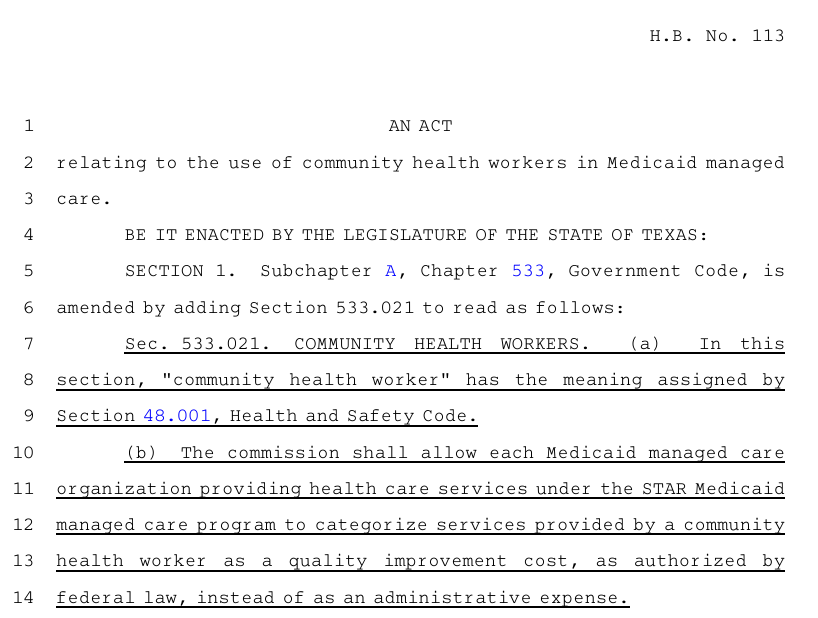 H.B. No. 113
1 AN ACT
2 relating to the use of community health workers in Medicaid managed
3 care.
4 BE IT ENACTED BY THE LEGISLATURE OF THE STATE OF TEXAS:
5 SECTION 1. Subchapter A, Chapter 533, Government Code, is
6 amended by adding Section 533.021 to read as follows:
7 Sec. 533.021. COMMUNITY HEALTH WORKERS. (a) In this
8 section, "community health worker" has the meaning assigned by
9 Section 48.001, Health and Safety Code.
10 (b) The commission shall allow each Medicaid managed care
11 organization providing health care services under the STAR Medicaid
12 managed care program to categorize services provided by a community
13 health worker as a quality improvement cost, as authorized by
14 federal law, instead of as an administrative expense.